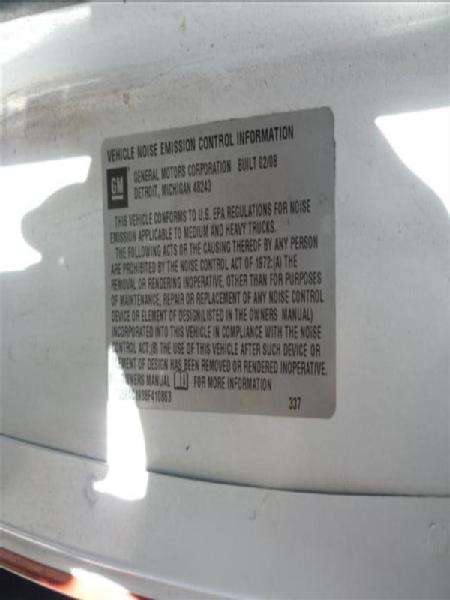 VEHICLE NOISE EMISSION CONTROL INFORMATION
GM GENERAL MOTORS CORPORATION BUILT 02/08
DETROIT, MICHIGAN 48243
THIS VEHICLE CONFORMS TO U.S. EPA REGULATIONS FOR NOISE
EMISSION APPLICABLE TO MEDIUM AND HEAVY TRUCKS.
THE FOLLOWING ACTS OR THE CAUSING THEREOF BY ANY PERSON
ARE PROHIBITED BY THE NOISE CONTROL ACT OF 1972:(A) THE
REMOVAL OR RENDERING INOPERATIVE, OTHER THAN FOR PURPOSES
OF MAINTENANCE, REPAIR OR REPLACEMENT OF ANY NOISE CONTROL
DEVICE OR ELEMENT OF DESIGN(LISTED IN THE OWNERS MANUAL)
INCORPORATED INTO THIS VEHICLE IN COMPLIANCE WITH THE NOISE
CONTROL ACT;(B) THE USE OF THIS VEHICLE AFTER SUCH DEVICE OR
ELEMENT OF DESIGN HAS BEEN REMOVED OR RENDERED INOPERATIVE.
OWNERS MANUAL FOR MORE INFORMATION
337